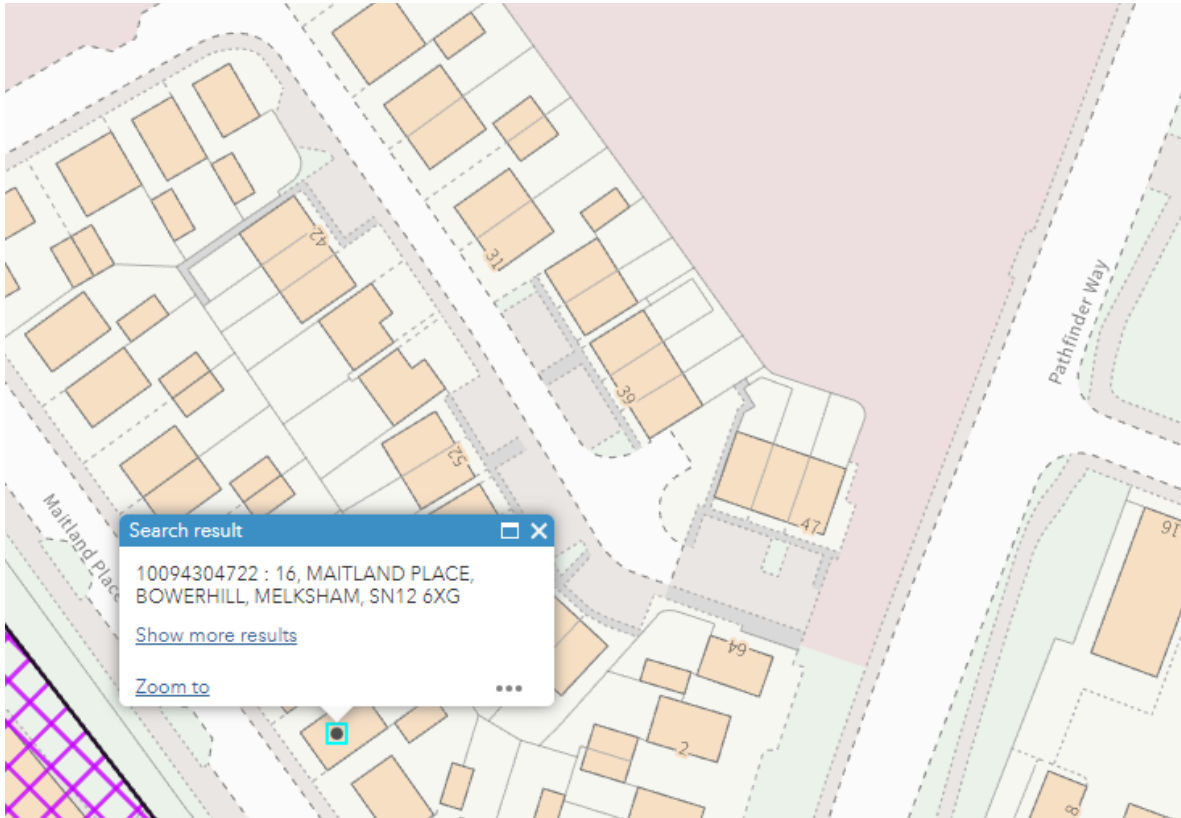 42
31
39
52
47
Pathfinder Way
16
Maitland Place
Search result
10094304722 : 16, MAITLAND PLACE,
BOWERHILL, MELKSHAM, SN12 6XG
Show more results
Zoom to
64
2
8